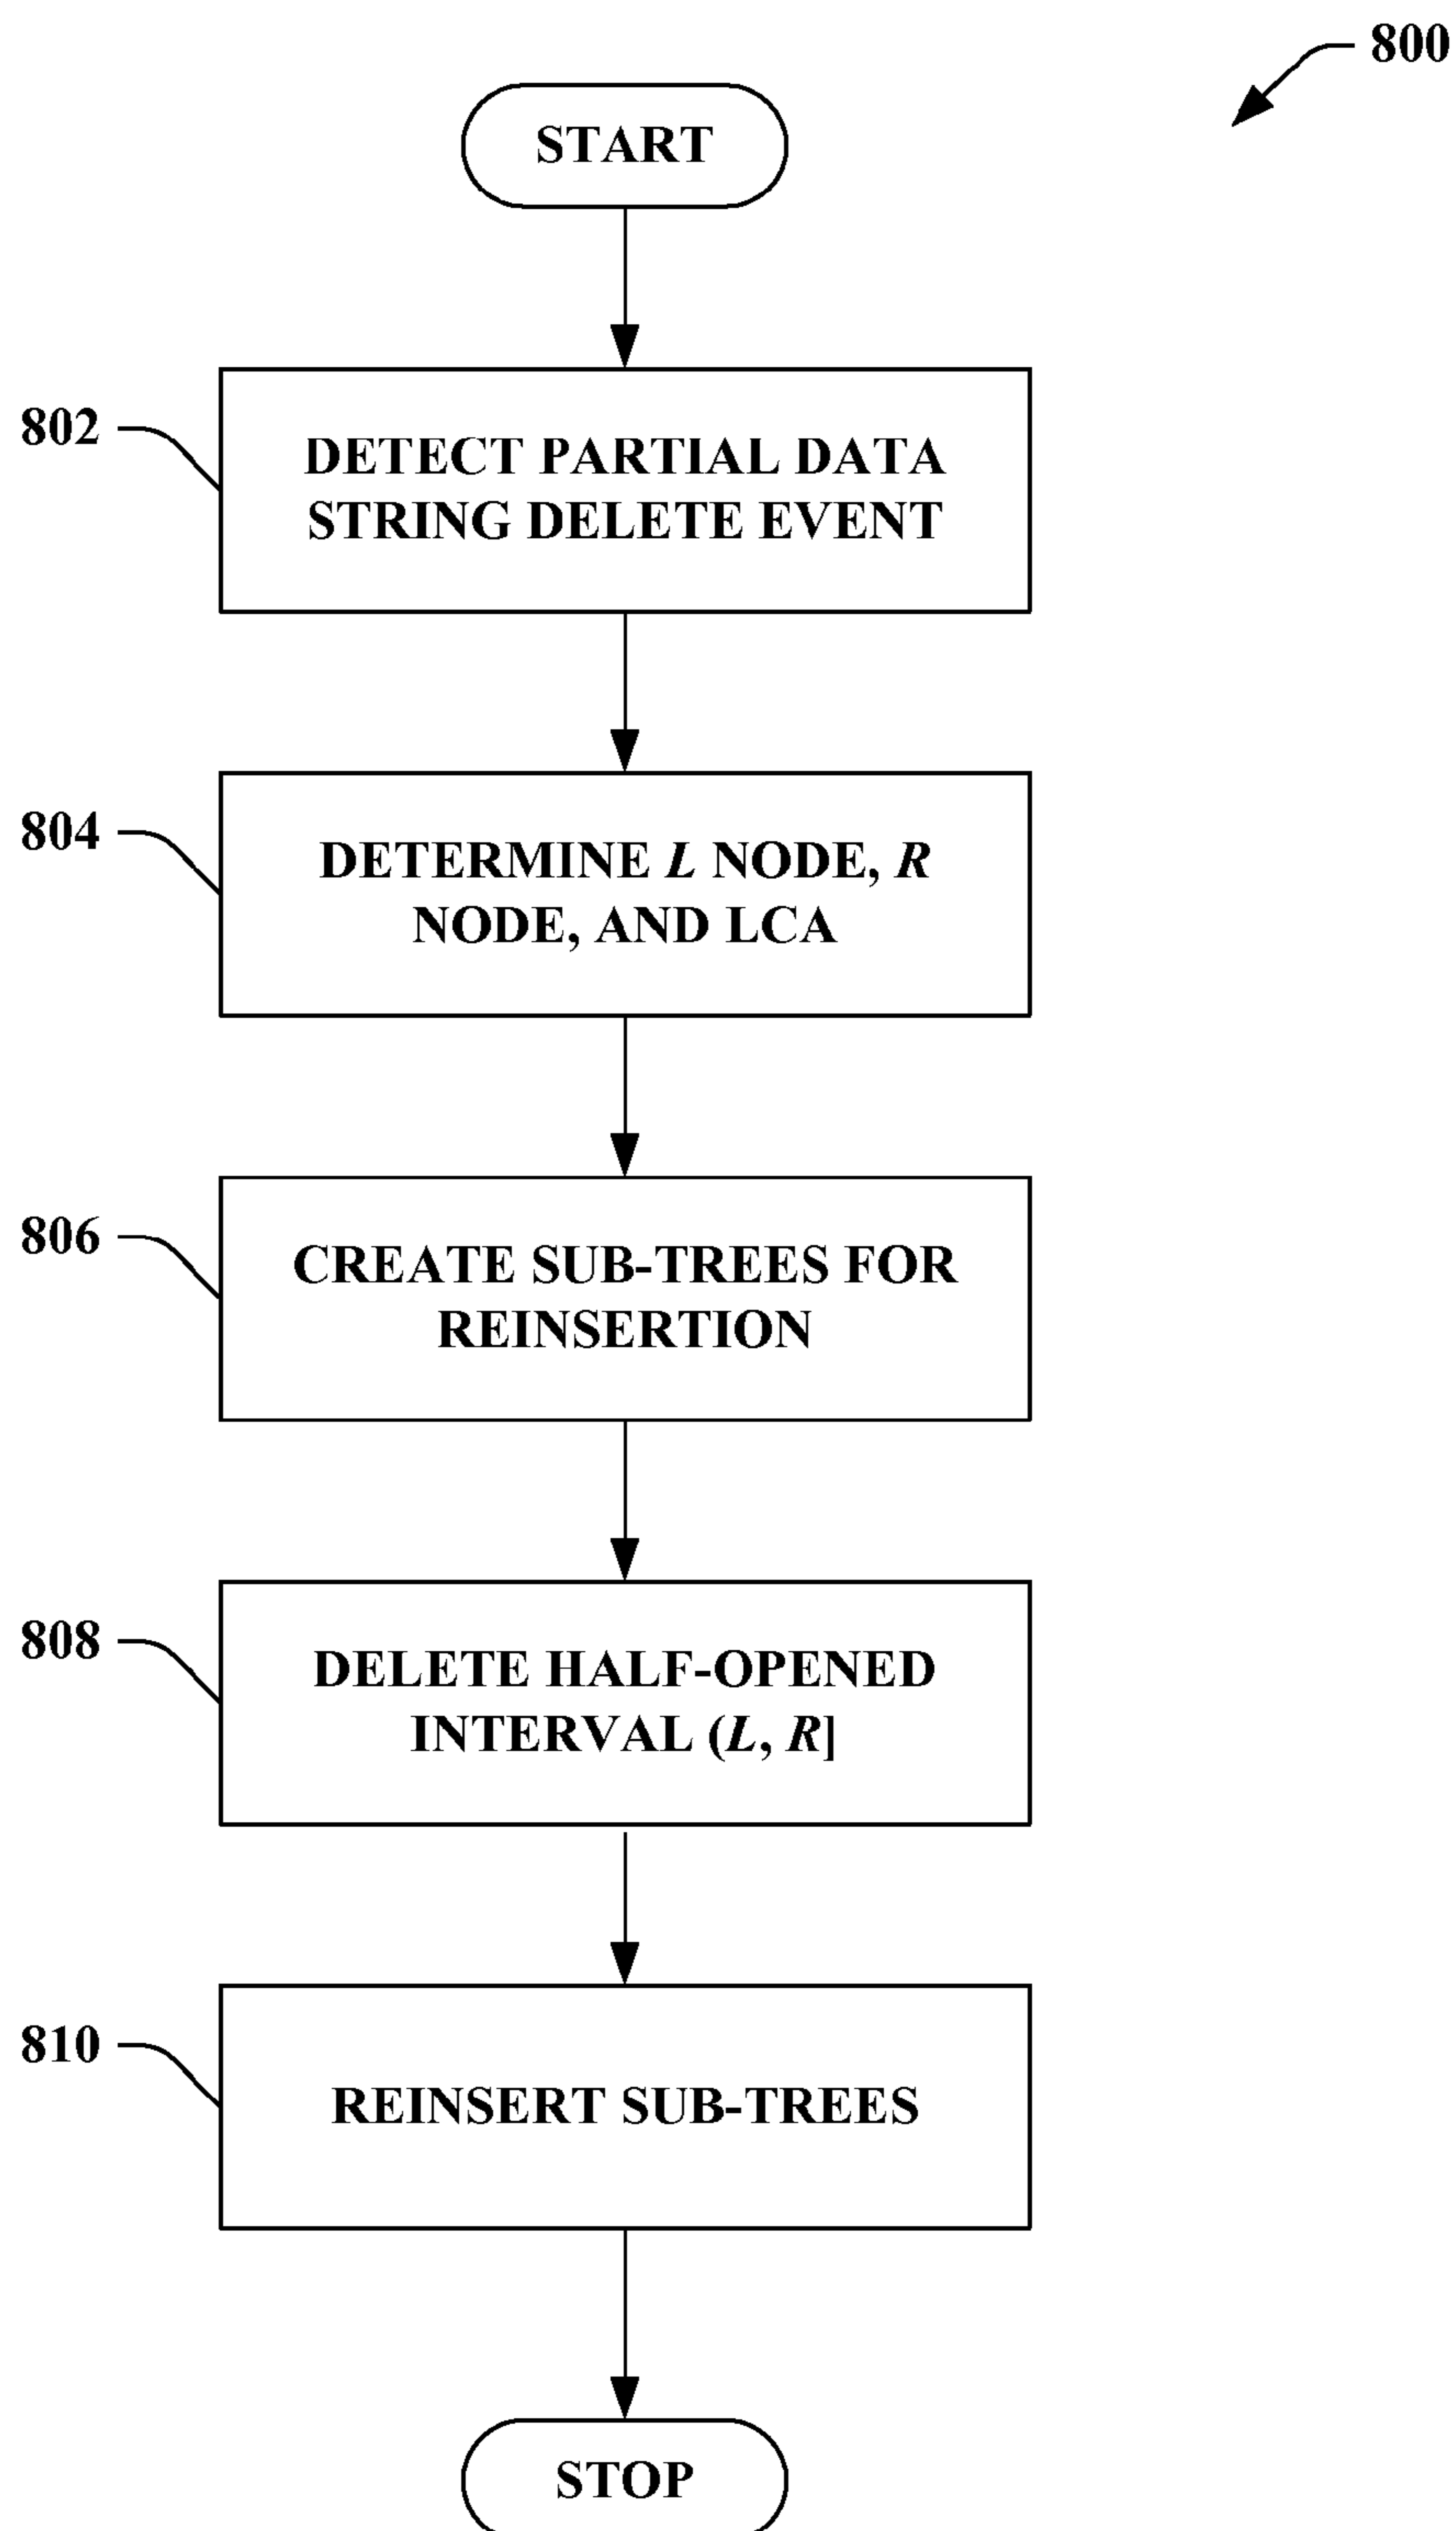 800
START
802
DETECT PARTIAL DATA
STRING DELETE EVENT
804
DETERMINE L NODE, R
NODE, AND LCA
806
CREATE SUB-TREES FOR
REINSERTION
808
DELETE HALF-OPENED
INTERVAL (L, R]
810
REINSERT SUB-TREES
STOP